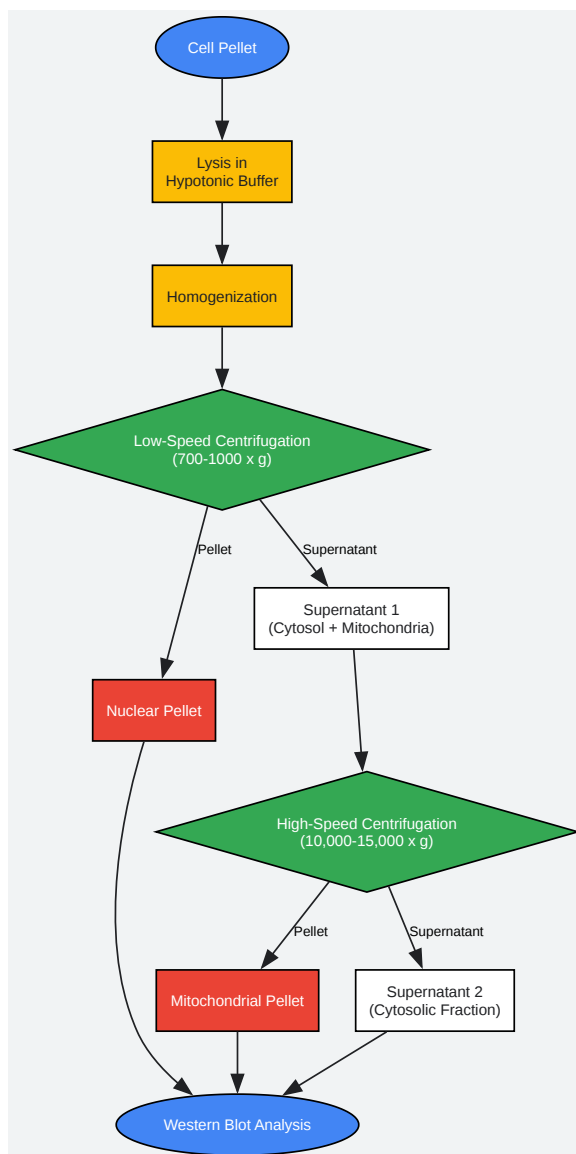 Cell Pellet
Lysis in
Hypotonic Buffer
Homogenization
Low-Speed Centrifugation
(700-1000 x g)
Pellet
Supernatant
Supernatant 1
(Cytosol + Mitochondria)
Nuclear Pellet
High-Speed Centrifugation
(10,000-15,000 x g)
Pellet
Supernatant
Mitochondrial Pellet
Supernatant 2
(Cytosolic Fraction)
Western Blot Analysis